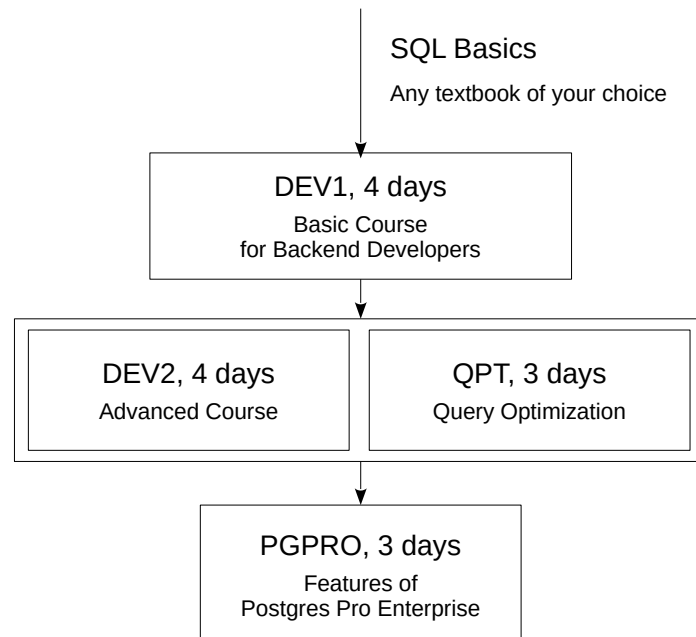 SQL Basics
Any textbook of your choice
DEV1, 4 days
Basic Course
for Backend Developers
DEV2, 4 days
Advanced Course
QPT, 3 days
Query Optimization
PGPRO, 3 days
Features of
Postgres Pro Enterprise